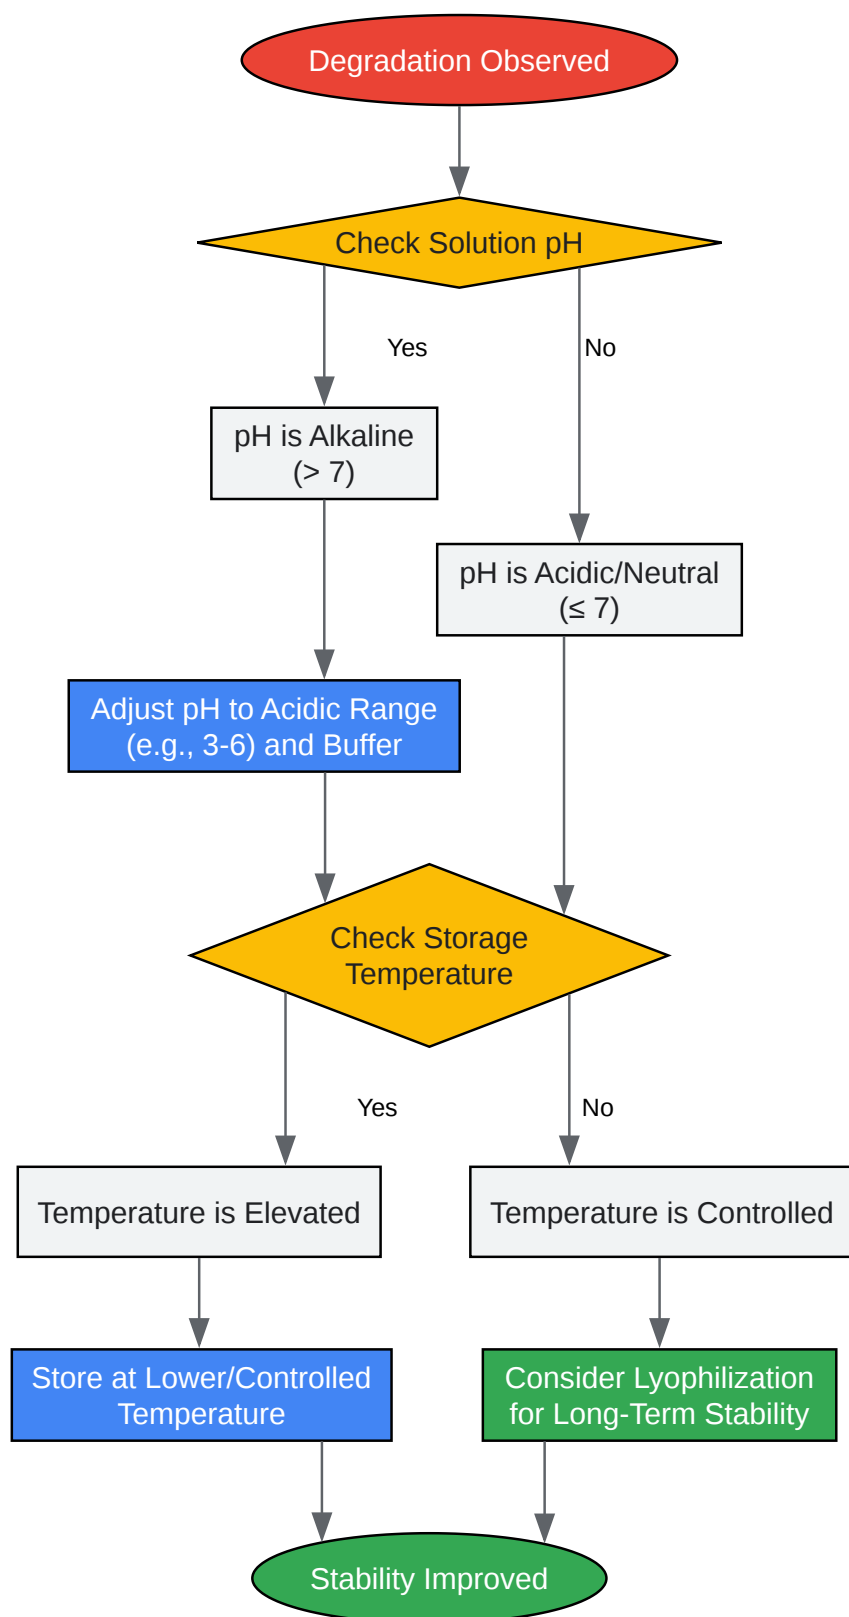 Degradation Observed
Check Solution pH
Yes
No
pH is Alkaline
(> 7)
pH is Acidic/Neutral
(≤ 7)
Adjust pH to Acidic Range
(e.g., 3-6) and Buffer
Check Storage
Temperature
Yes
No
Temperature is Elevated
Temperature is Controlled
Store at Lower/Controlled
Temperature
Consider Lyophilization
for Long-Term Stability
Stability Improved